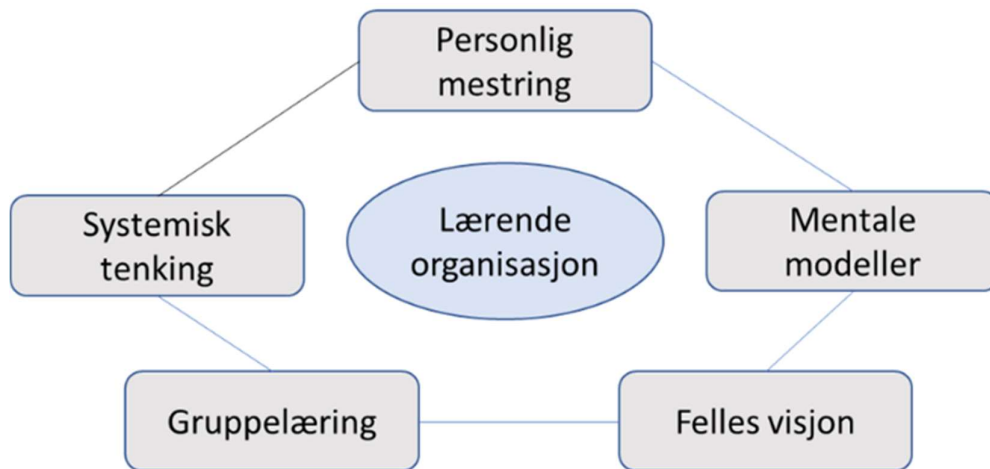 Personlig
mestring
Systemisk
tenking
Lærende
organisasjon
Mentale
modeller
Gruppelæring
Felles visjon